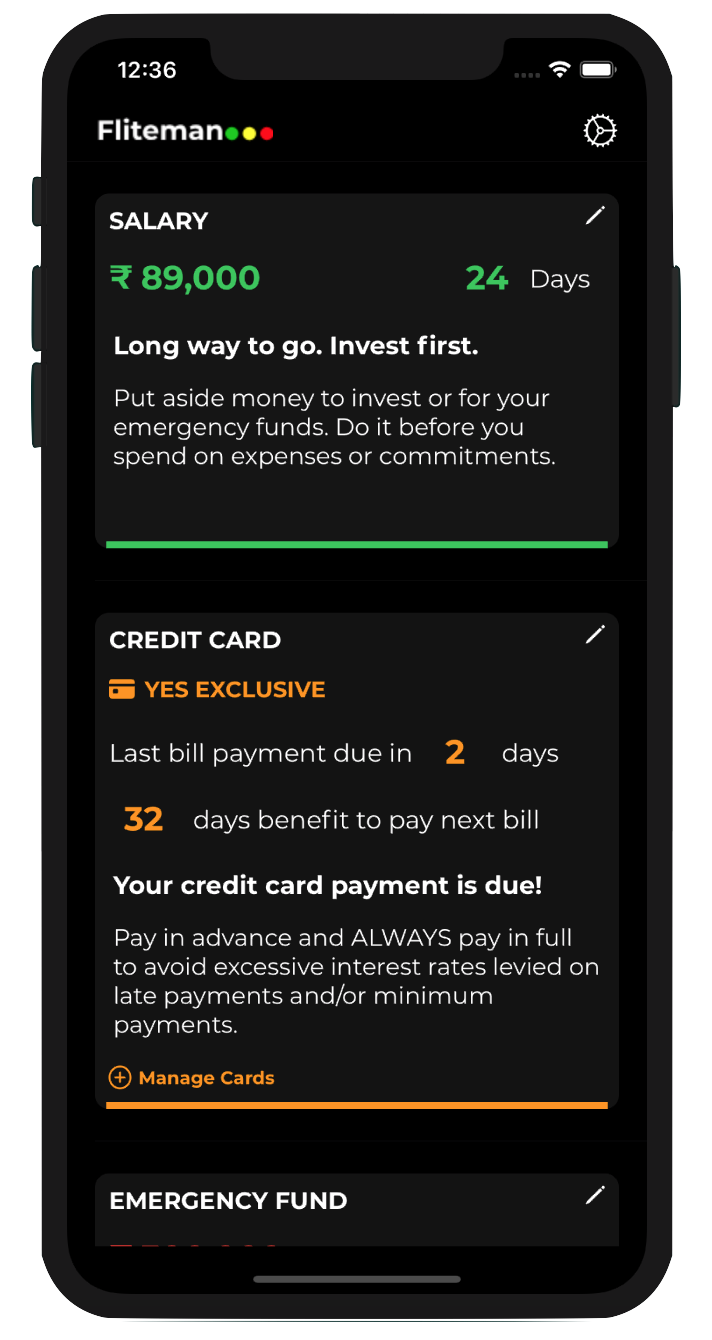 12:36
Fliteman
SALARY
₹ 89,000 24 Days
Long way to go. Invest first.
Put aside money to invest or for your
emergency funds. Do it before you
spend on expenses or commitments.
CREDIT CARD
YES EXCLUSIVE
Last bill payment due in 2 days
32 days benefit to pay next bill
Your credit card payment is due!
Pay in advance and ALWAYS pay in full
to avoid excessive interest rates levied on
late payments and/or minimum
payments.
Manage Cards
EMERGENCY FUND